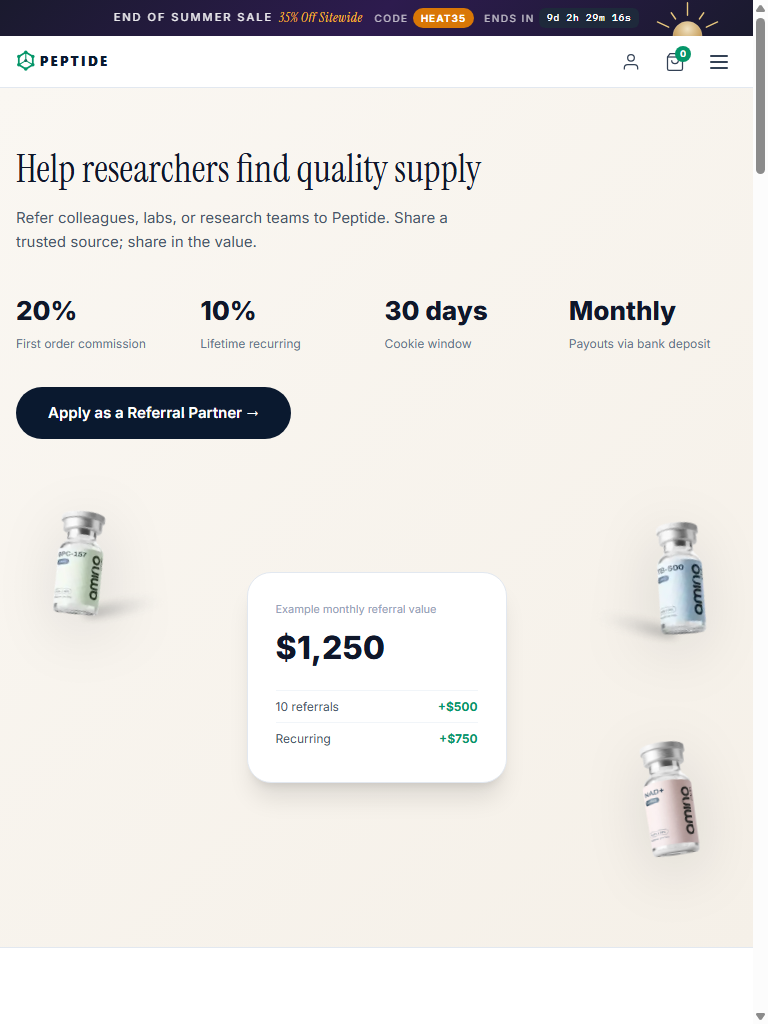 END OF SUMMER SALE 35% Off Sitewide CODE HEAT35 ENDS IN 9d 2h 29m 16s
PEPTIDE
0
Help researchers find quality supply
Refer colleagues, labs, or research teams to Peptide. Share a
trusted source; share in the value.
20%
First order commission
10%
Lifetime recurring
30 days
Cookie window
Monthly
Payouts via bank deposit
Apply as a Referral Partner →
BPC-157
amino
TB-500
amino
Example monthly referral value
$1,250
10 referrals +$500
Recurring +$750
NAD+
amino